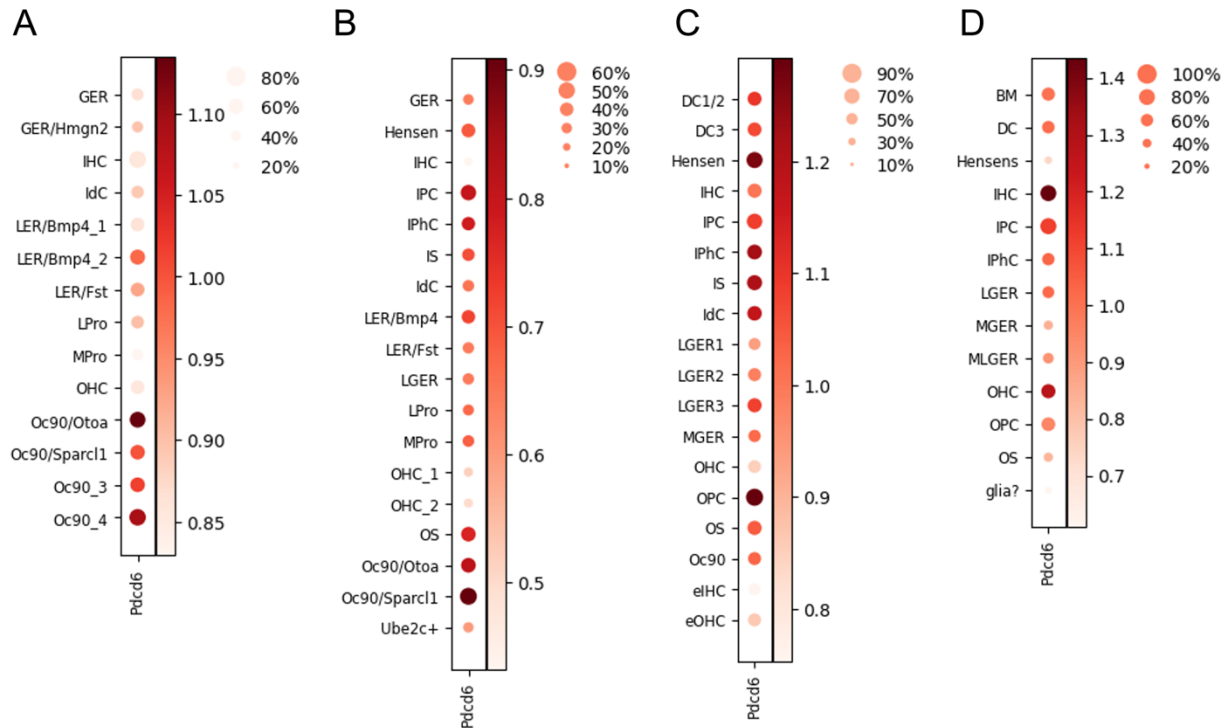 A
GER
GER/Hmgn2
IHC
IdC
LER/Bmp4_1
LER/Bmp4_2
LER/Fst
LPro
MPro
OHC
Oc90/Otoa
Oc90/Sparcl1
Oc90_3
Oc90_4
Pdcd6
1.10
1.05
1.00
0.95
0.90
0.85
80%
60%
40%
20%
B
GER
Hensen
IHC
IPC
IPhC
IS
IdC
LER/Bmp4
LER/Fst
LGER
LPro
MPro
OHC_1
OHC_2
OS
Oc90/Otoa
Oc90/Sparcl1
Ube2c+
Pdcd6
0.9
0.8
0.7
0.6
0.5
60%
50%
40%
30%
20%
10%
C
DC1/2
DC3
Hensen
IHC
IPC
IPhC
IS
IdC
LGER1
LGER2
LGER3
MGER
OHC
OPC
OS
Oc90
eIHC
eOHC
Pdcd6
1.2
1.1
1.0
0.9
0.8
90%
70%
50%
30%
10%
D
BM
DC
Hensens
IHC
IPC
IPhC
LGER
MGER
MLGER
OHC
OPC
OS
glia?
Pdcd6
1.4
1.3
1.2
1.1
1.0
0.9
0.8
0.7
100%
80%
60%
40%
20%